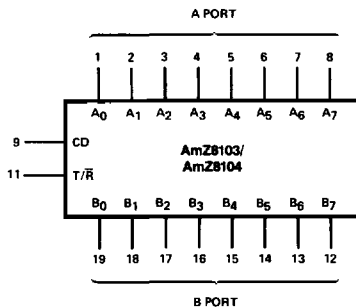 A PORT
1 2 3 4 5 6 7 8
A0 A1 A2 A3 A4 A5 A6 A7
9 CD
AmZ8103/
AmZ8104
11 T/R̅
B0 B1 B2 B3 B4 B5 B6 B7
19 18 17 16 15 14 13 12
B PORT